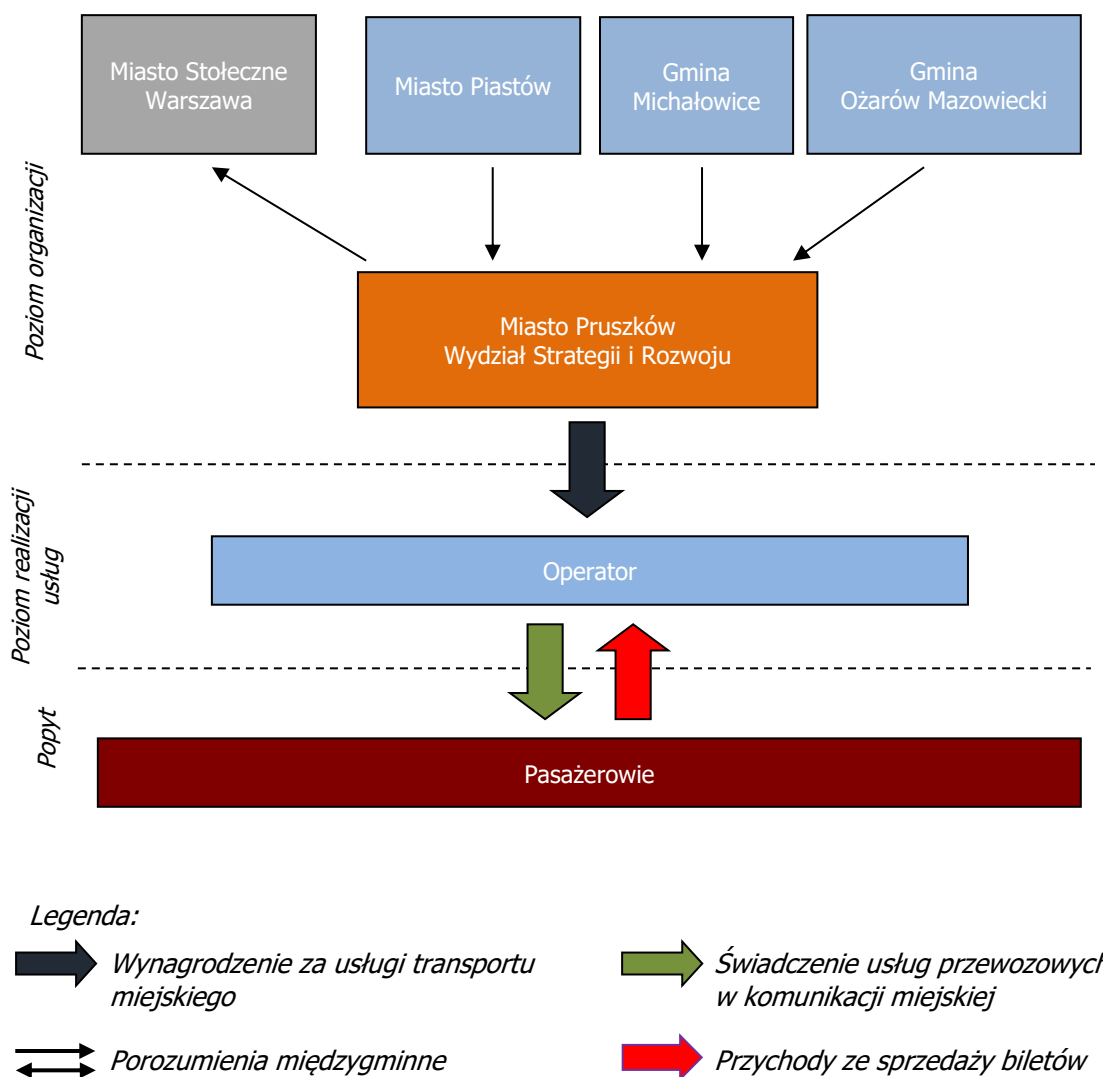 Miasto Stołeczne
Warszawa
Miasto Piastów
Gmina
Michałowice
Gmina
Ożarów Mazowiecki
Poziom organizacji
Miasto Pruszków
Wydział Strategii i Rozwoju
Poziom realizacji
usług
Operator
Popyt
Pasażerowie
Legenda:
Wynagrodzenie za usługi transportu
miejskiego
Świadczenie usług przewozowych
w komunikacji miejskiej
Porozumienia międzygminne
Przychody ze sprzedaży biletów